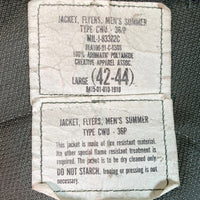 JACKET, FLYERS, MEN'S SUMMER
TYPE CWU - 36/P
MIL-J-83382C
100% AROMATIC POLYAMIDE
CREATIVE APPAREL ASSOC.
LARGE (42-44)
JACKET, FLYERS, MEN'S SUMMER
TYPE CWU - 36P
This jacket is made of fire resistant material.
No other special flame resistant treatment is
required. The jacket is to be dry cleaned only
DO NOT STARCH, Ironing or pressing is not
necessary.